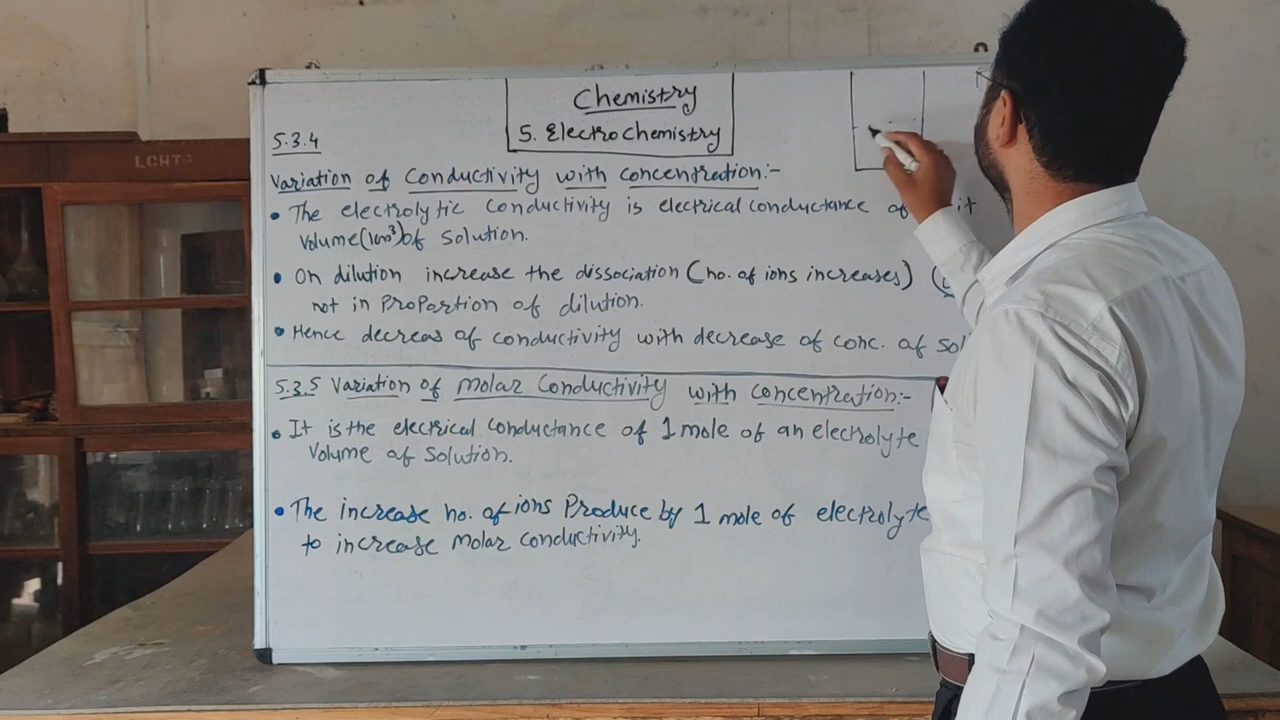 LCHT
Chemistry
5. Electrochemistry
5.3.4
Variation of Conductivity with concentration:-
• The electrolytic Conductivity is electrical conductance of it
Volume(1cm³)of solution.
• On dilution increase the dissociation (no. of ions increases) (
not in Proportion of dilution.
• Hence decreas of conductivity with decrease of conc. of sol
5.3.5 Variation of Molar Conductivity with Concentration:-
• It is the electrical Conductance of 1 mole of an electrolyte
Volume of Solution.
• The increase no. of ions Produce by 1 mole of electrolyte
to increase Molar conductivity.